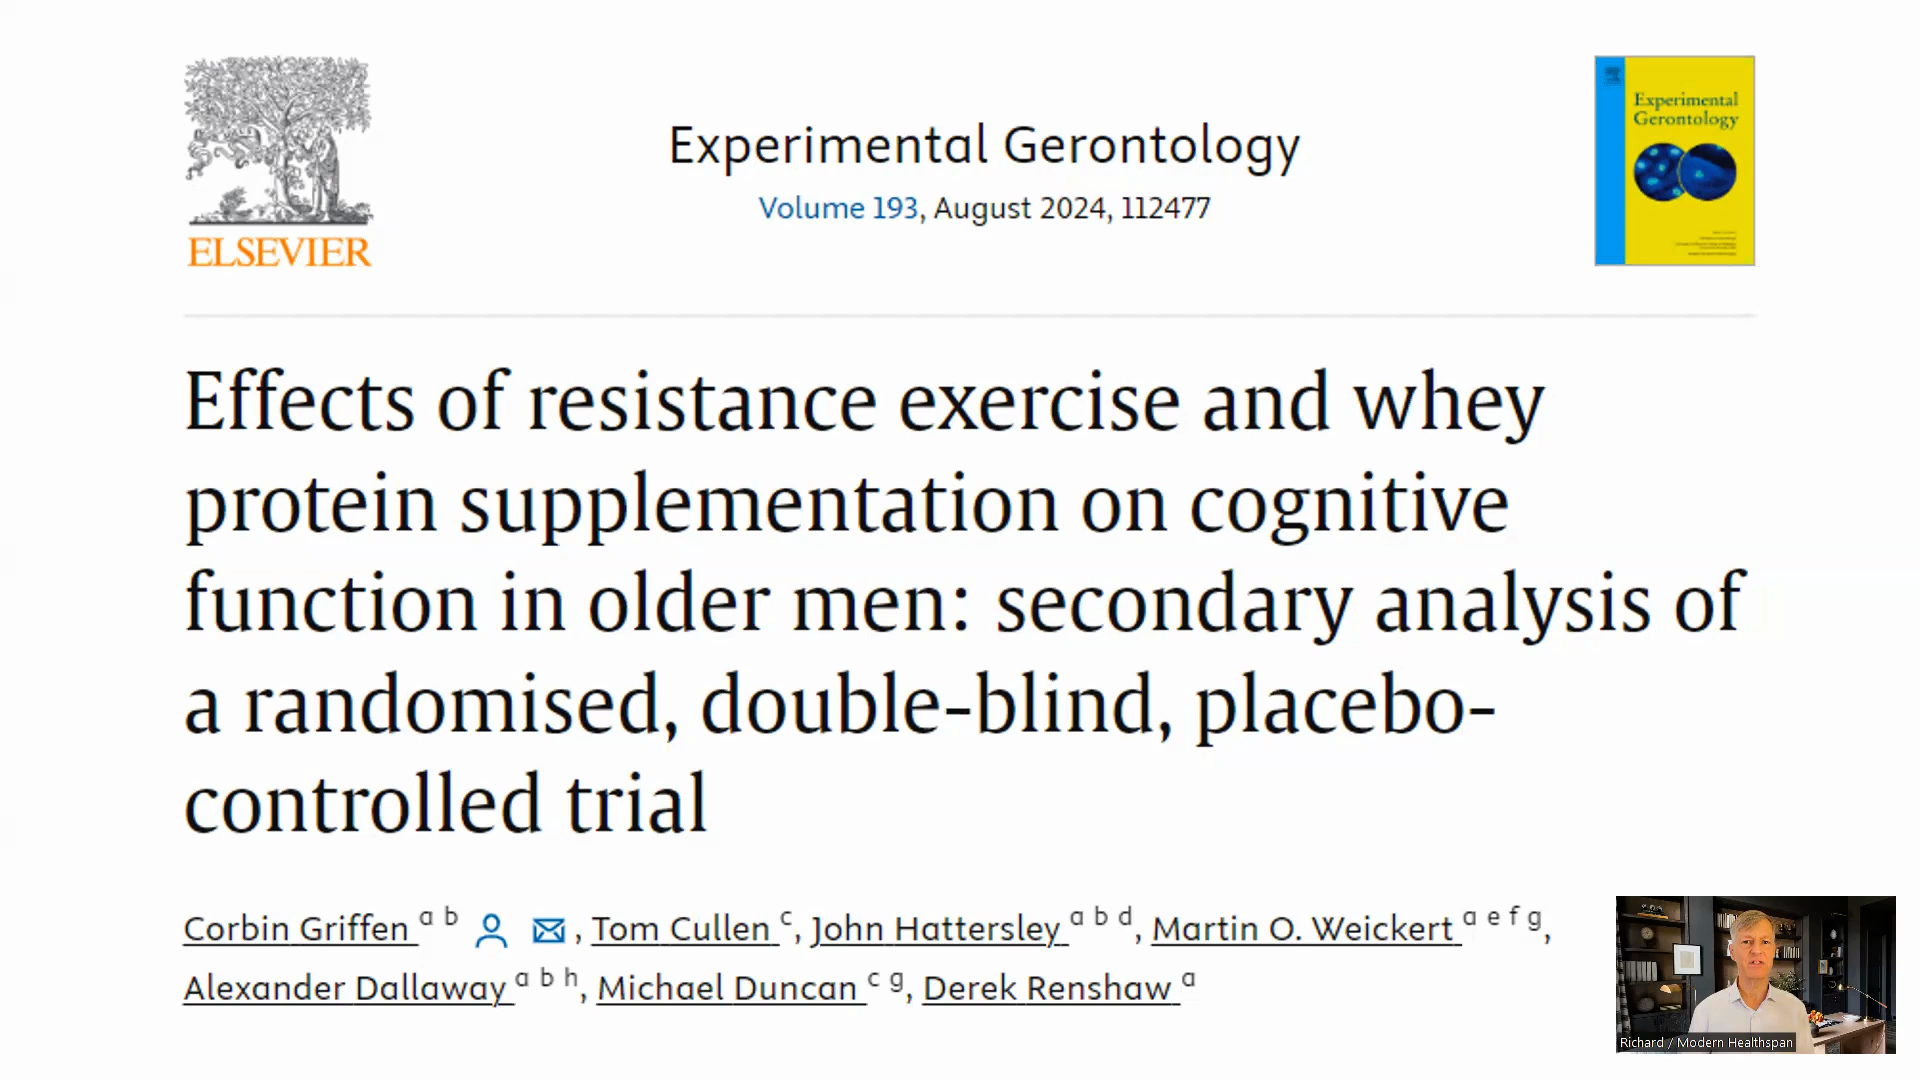 ELSEVIER
Experimental Gerontology
Volume 193, August 2024, 112477
Experimental
Gerontology
Effects of resistance exercise and whey
protein supplementation on cognitive
function in older men: secondary analysis of
a randomised, double-blind, placebo-
controlled trial
Corbin Griffen a b , Tom Cullen c, John Hattersley a b d, Martin O. Weickert a e f g,
Alexander Dallaway a b h, Michael Duncan c g, Derek Renshaw a
Richard / Modern Healthspan